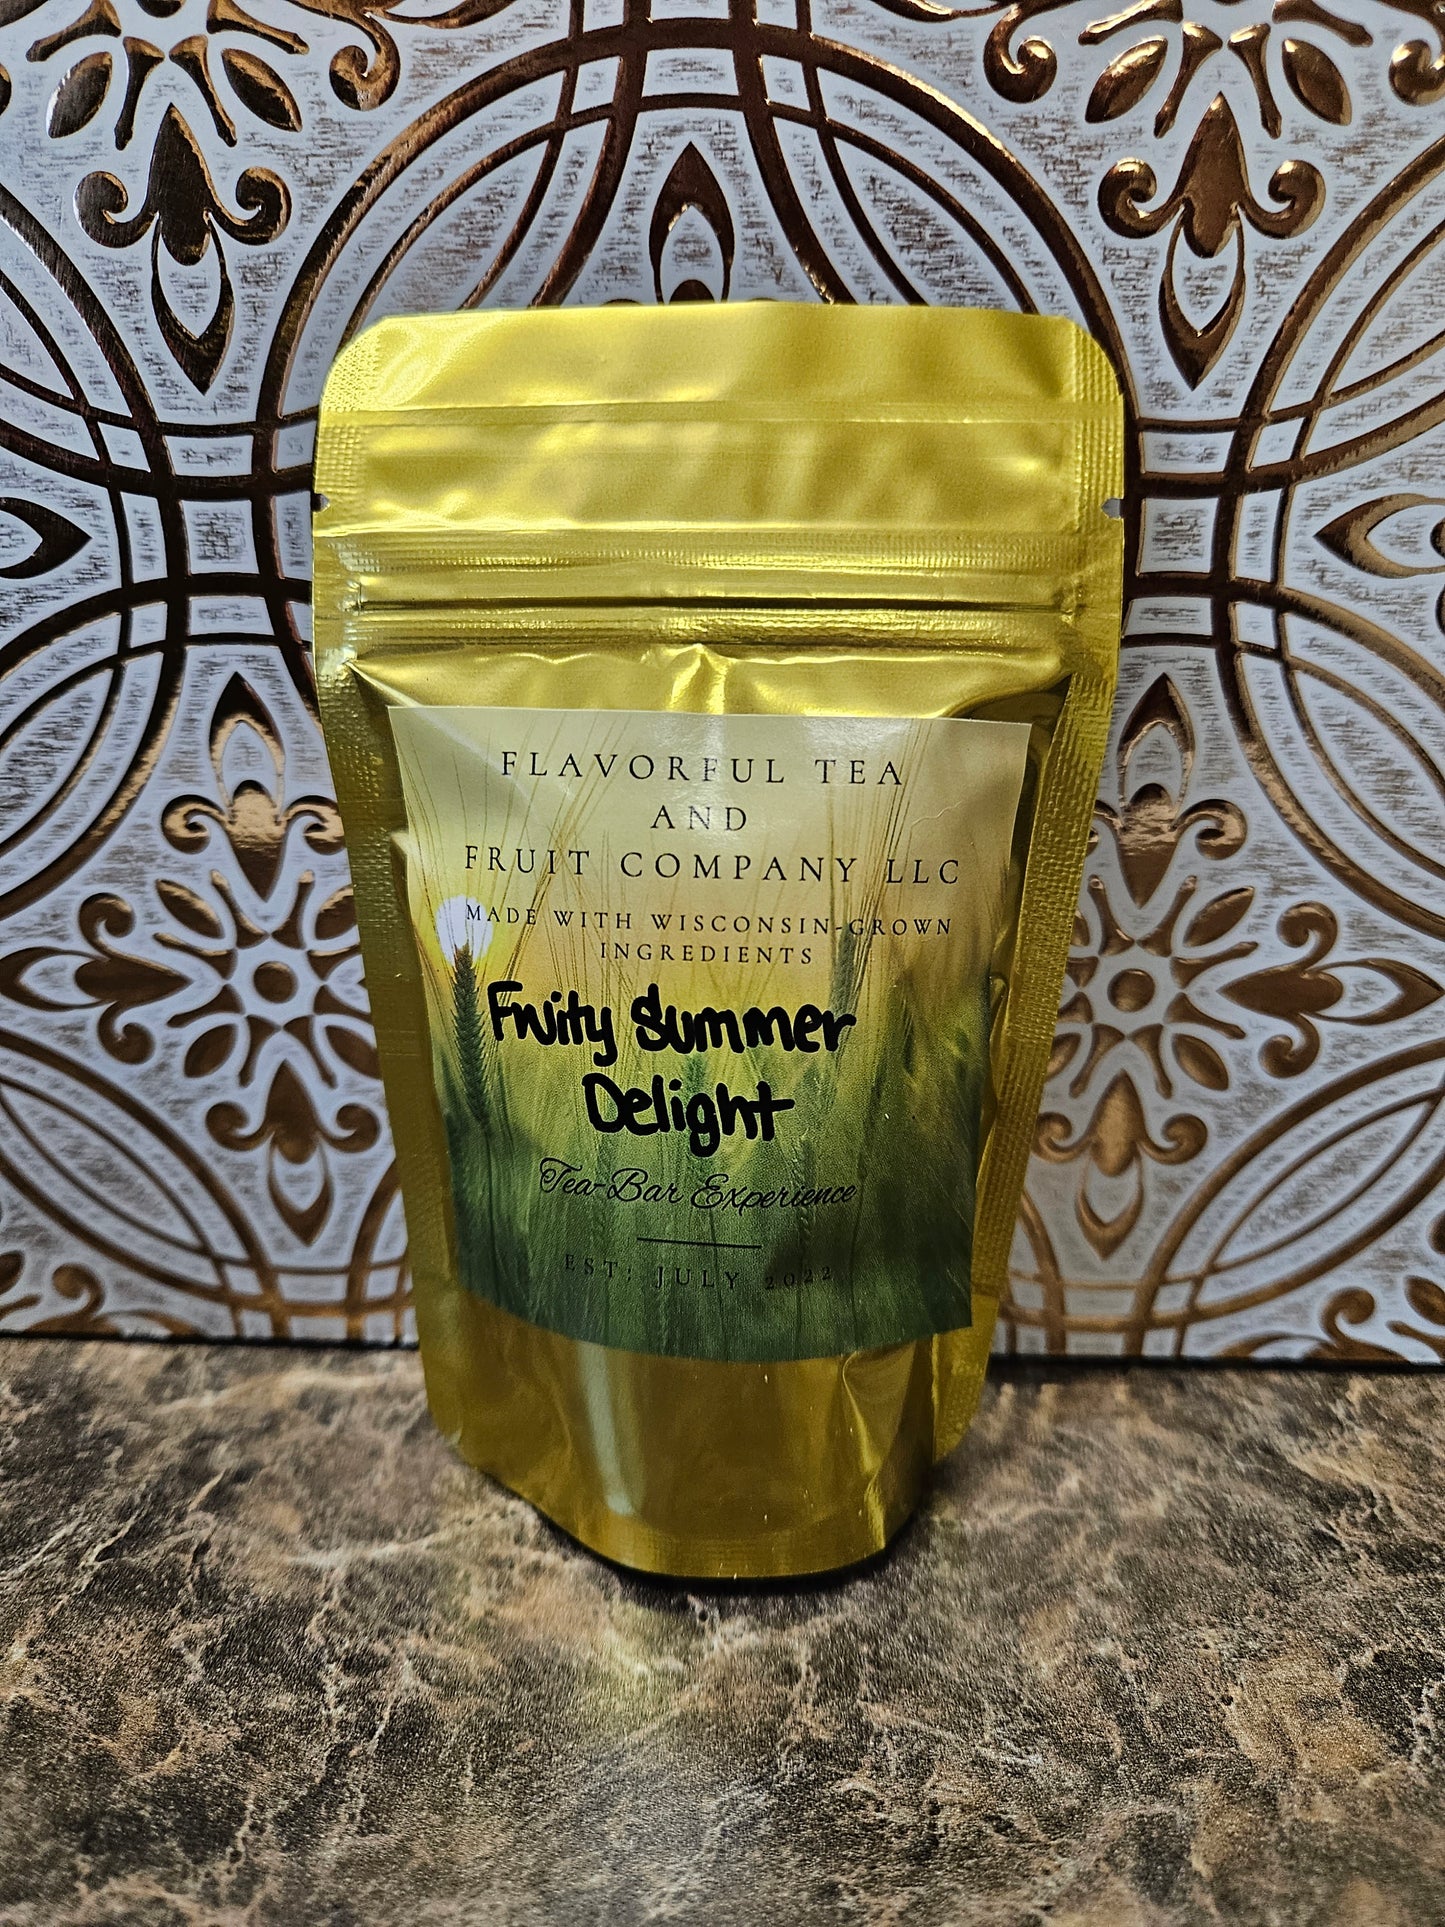 FLAVORFUL TEA
AND
FRUIT COMPANY LLC
MADE WITH WISCONSIN-GROWN
INGREDIENTS
Fruity Summer
Delight
Tea-Bar Experience
EST: JULY 2022